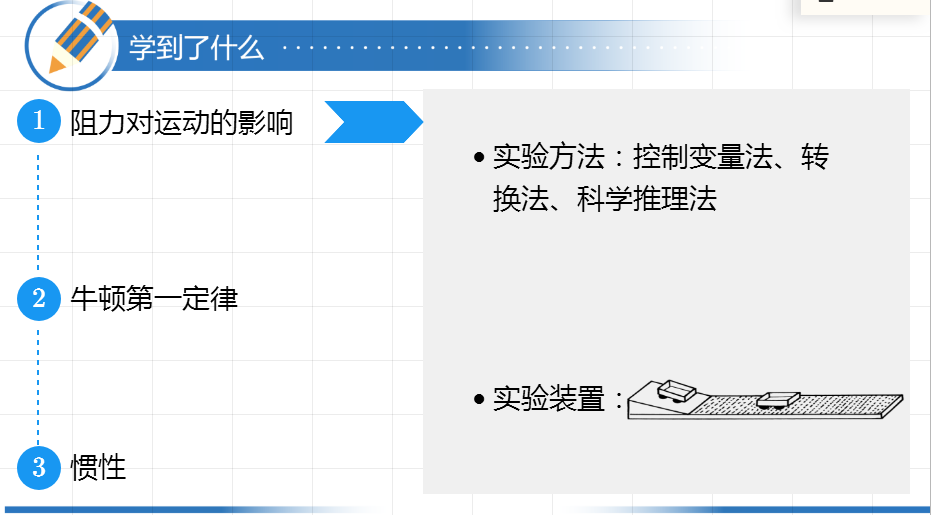 学到了什么
1 阻力对运动的影响
• 实验方法：控制变量法、转
换法、科学推理法
2 牛顿第一定律
• 实验装置：
3 惯性